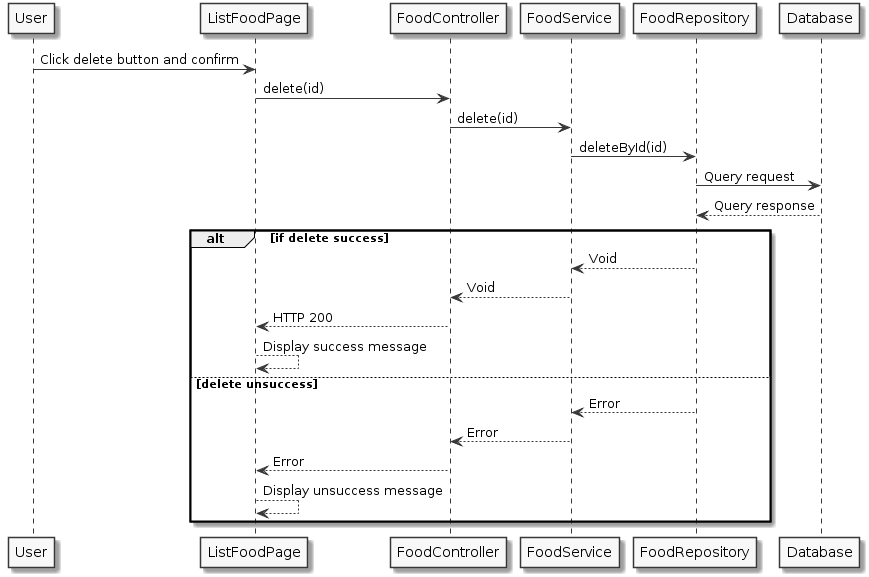 User ListFoodPage FoodController FoodService FoodRepository Database
Click delete button and confirm
delete(id)
delete(id)
deleteById(id)
Query request
Query response
alt [if delete success]
Void
Void
HTTP 200
Display success message
[delete unsuccess]
Error
Error
Error
Display unsuccess message
User ListFoodPage FoodController FoodService FoodRepository Database